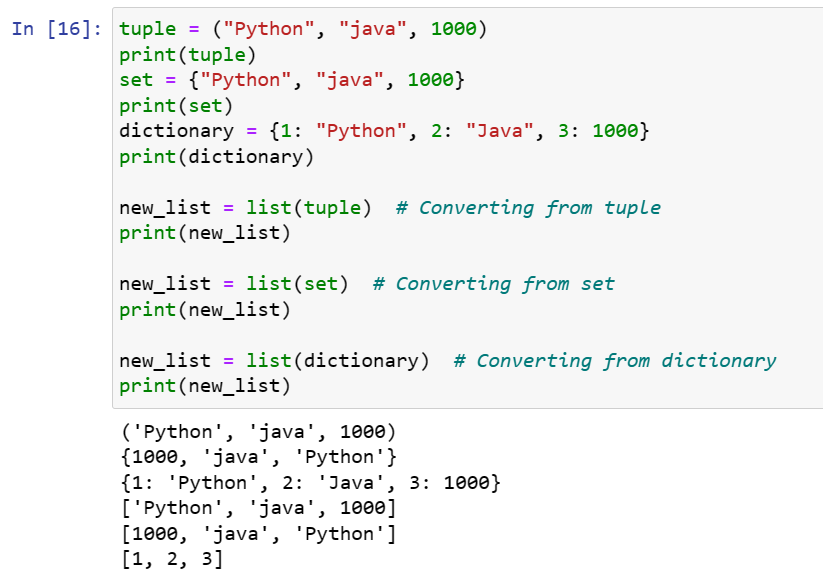 In [16]: tuple = ("Python", "java", 1000)
print(tuple)
set = {"Python", "java", 1000}
print(set)
dictionary = {1: "Python", 2: "Java", 3: 1000}
print(dictionary)
new_list = list(tuple)  # Converting from tuple
print(new_list)
new_list = list(set)  # Converting from set
print(new_list)
new_list = list(dictionary)  # Converting from dictionary
print(new_list)
('Python', 'java', 1000)
{1000, 'java', 'Python'}
{1: 'Python', 2: 'Java', 3: 1000}
['Python', 'java', 1000]
[1000, 'java', 'Python']
[1, 2, 3]